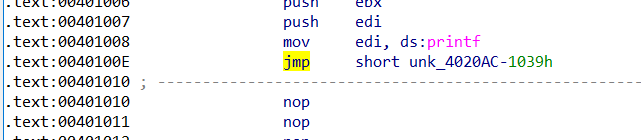 .text:00401006 push ebx
.text:00401007 push edi
.text:00401008 mov edi, ds:printf
.text:0040100E jmp short unk_4020AC-1039h
.text:00401010 ; ---------------------------------------------------------
.text:00401010 nop
.text:00401011 nop
.text:00401012 nop